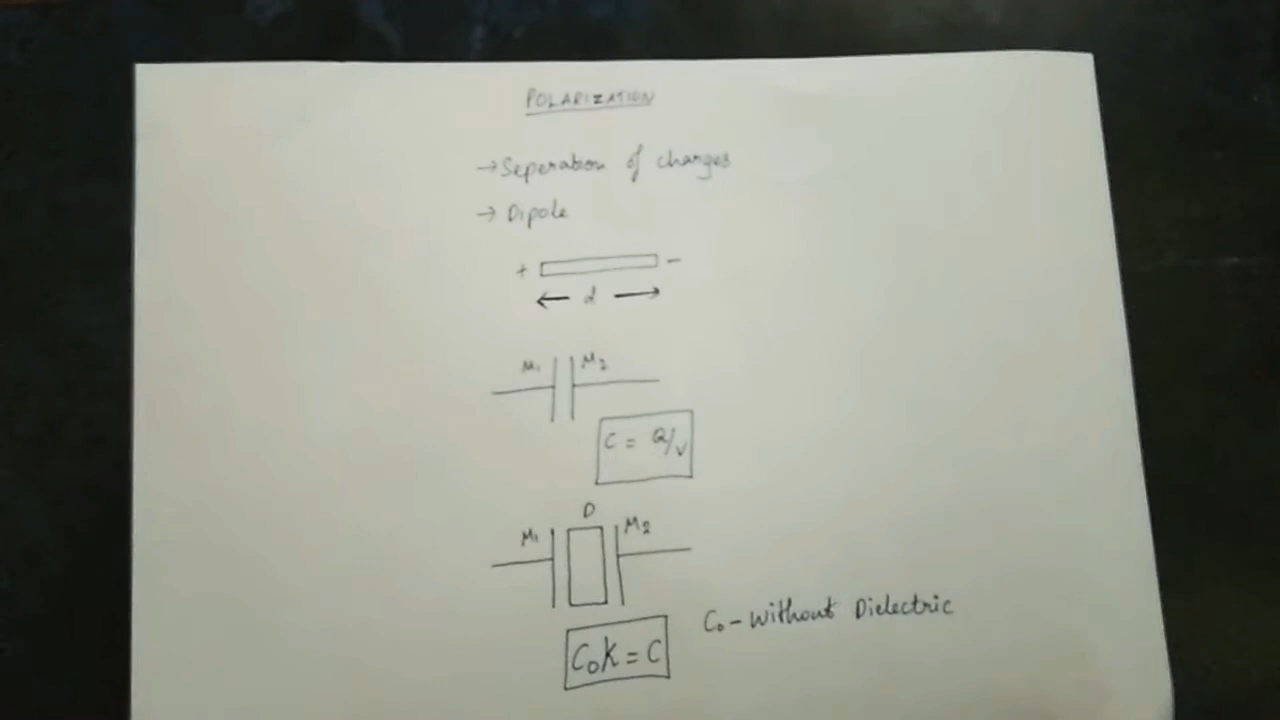 POLARIZATION
→ Seperation of charges
→ Dipole
+ -
← d →
M₁ M₂
C = Q/V
D
M₁ M₂
C₀ - Without Dielectric
C₀K = C